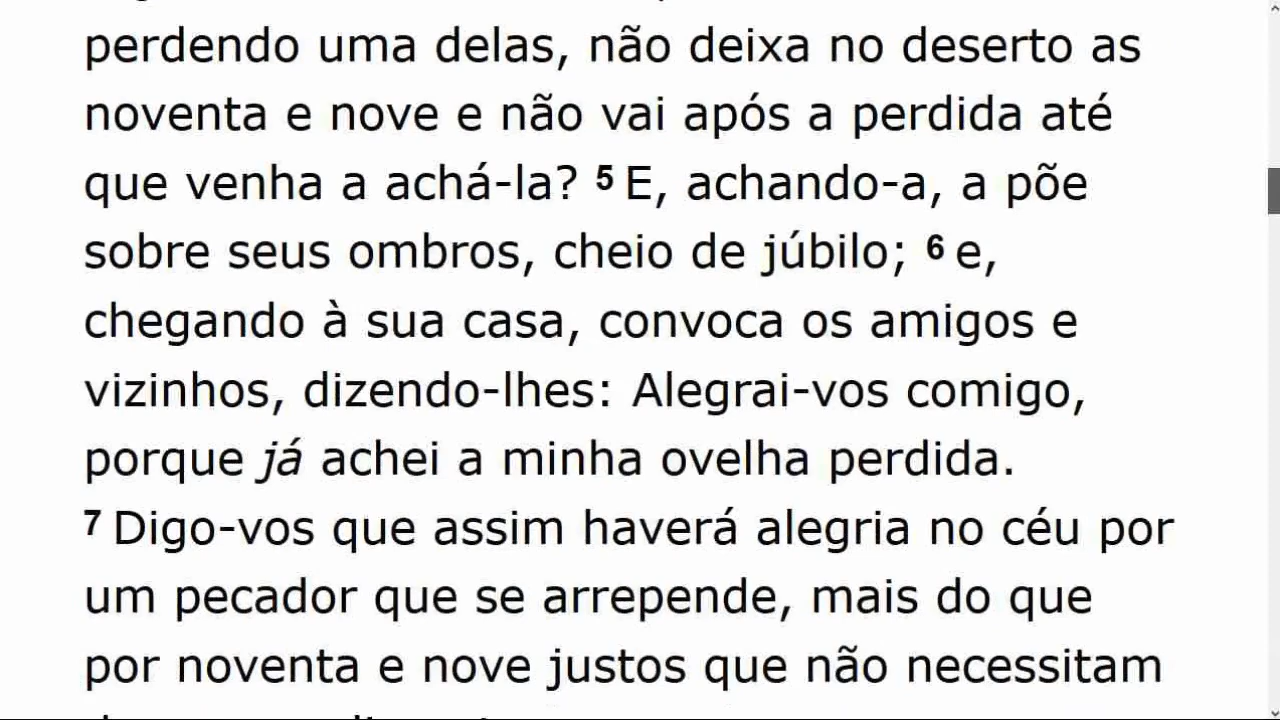 perdendo uma delas, não deixa no deserto as
noventa e nove e não vai após a perdida até
que venha a achá-la? 5 E, achando-a, a põe
sobre seus ombros, cheio de júbilo; 6 e,
chegando à sua casa, convoca os amigos e
vizinhos, dizendo-lhes: Alegrai-vos comigo,
porque já achei a minha ovelha perdida.
7 Digo-vos que assim haverá alegria no céu por
um pecador que se arrepende, mais do que
por noventa e nove justos que não necessitam